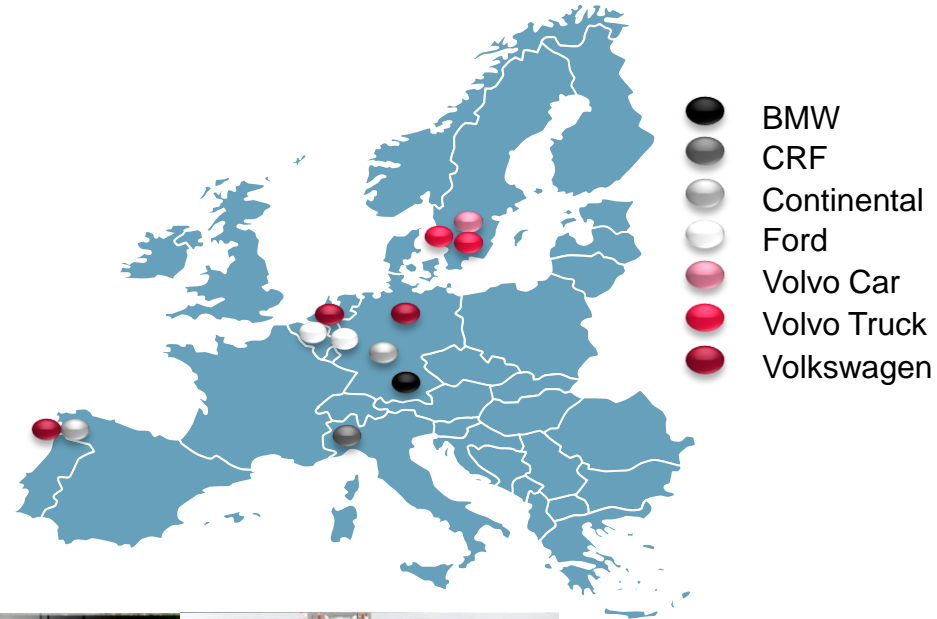 BMW
CRF
Continental
Ford
Volvo Car
Volvo Truck
Volkswagen